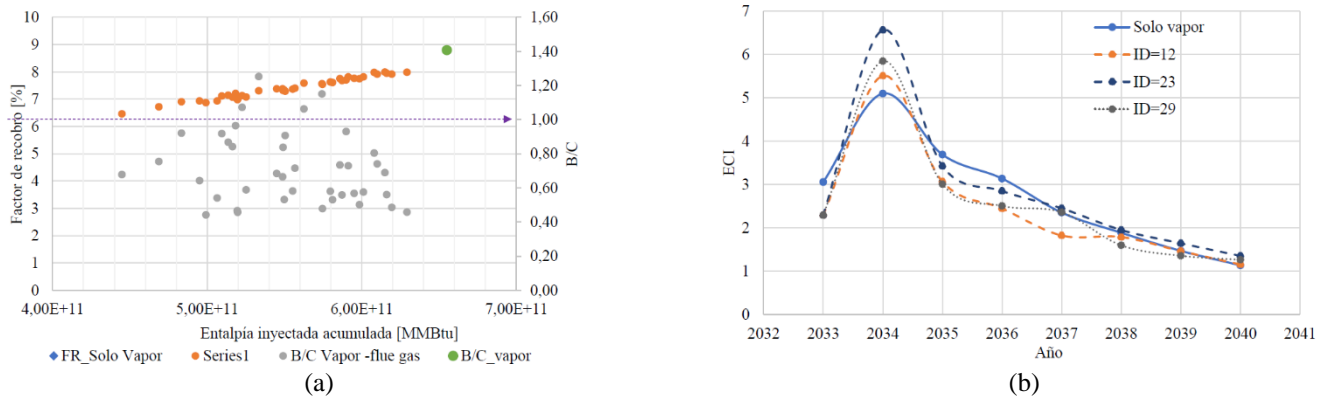 10
9
8
7
6
5
4
3
2
1
0
Factor de recobro [%]
1,60
1,40
1,20
1,00
0,80
0,60
0,40
0,20
0,00
B/C
4,00E+11 5,00E+11 6,00E+11 7,00E+11
Entalpía inyectada acumulada [MMBtu]
FR_Solo Vapor Series1 B/C Vapor -flue gas B/C_vapor
(a)
7
6
5
4
3
2
1
0
ECI
Solo vapor
ID=12
ID=23
ID=29
2032 2033 2034 2035 2036 2037 2038 2039 2040 2041
Año
(b)